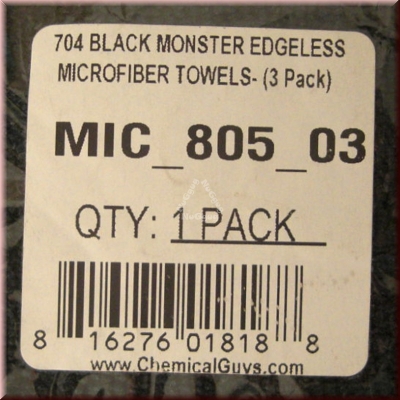 704 BLACK MONSTER EDGELESS
MICROFIBER TOWELS- (3 Pack)
MIC_805_03
QTY: 1 PACK
8 16276 01818 8
www.ChemicalGuys.com